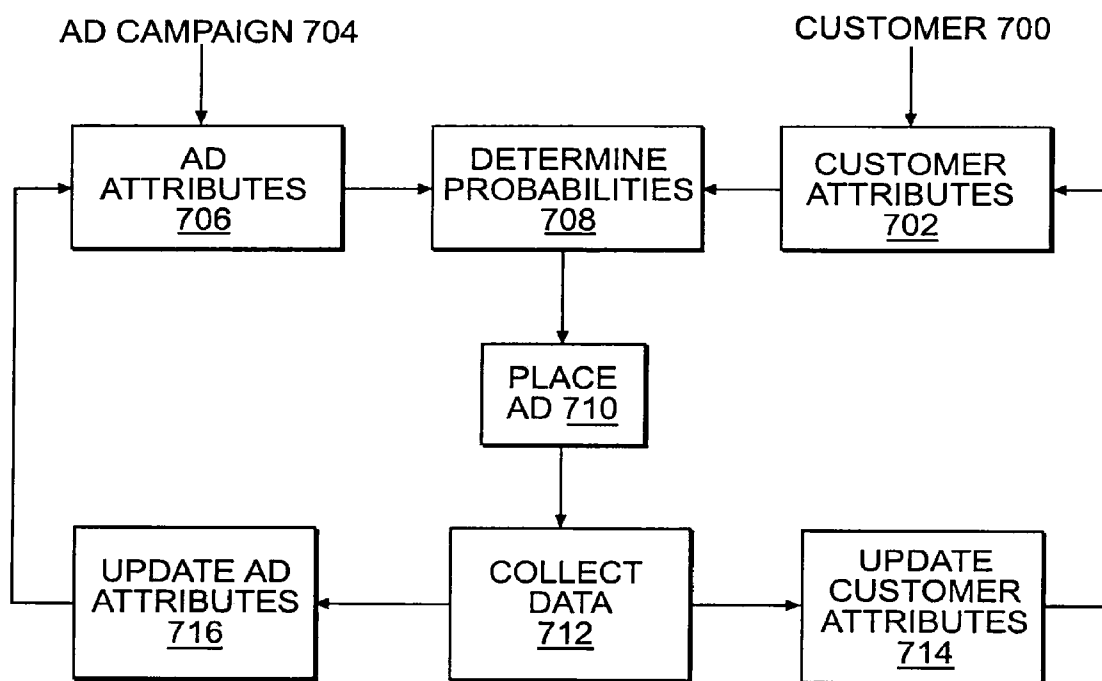 AD CAMPAIGN 704
CUSTOMER 700
AD
ATTRIBUTES
706
DETERMINE
PROBABILITIES
708
CUSTOMER
ATTRIBUTES
702
PLACE
AD 710
UPDATE AD
ATTRIBUTES
716
COLLECT
DATA
712
UPDATE
CUSTOMER
ATTRIBUTES
714